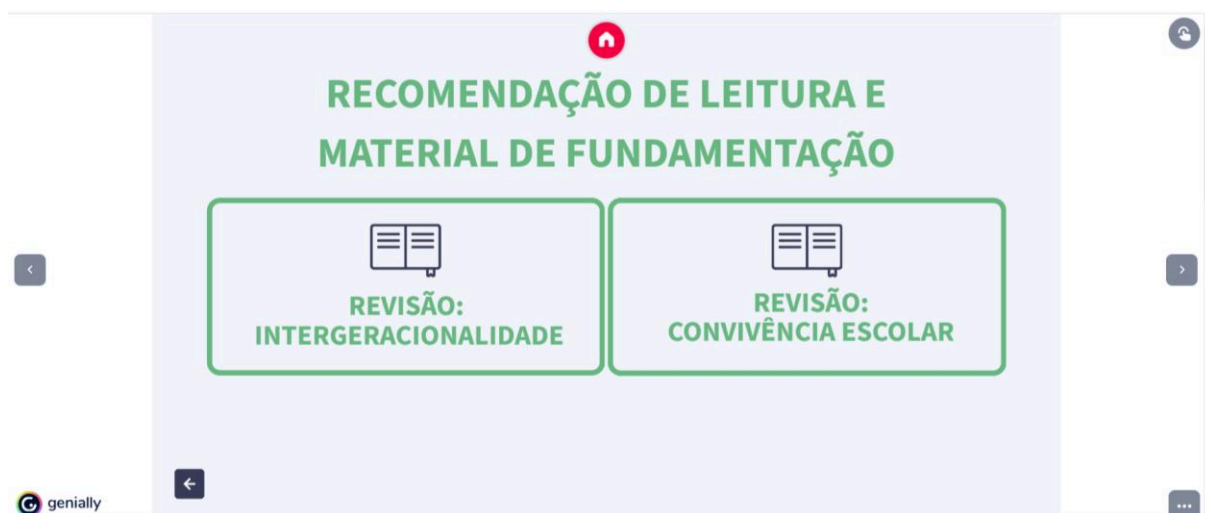 RECOMENDAÇÃO DE LEITURA E
MATERIAL DE FUNDAMENTAÇÃO
REVISÃO:
INTERGERACIONALIDADE
REVISÃO:
CONVIVÊNCIA ESCOLAR
genially